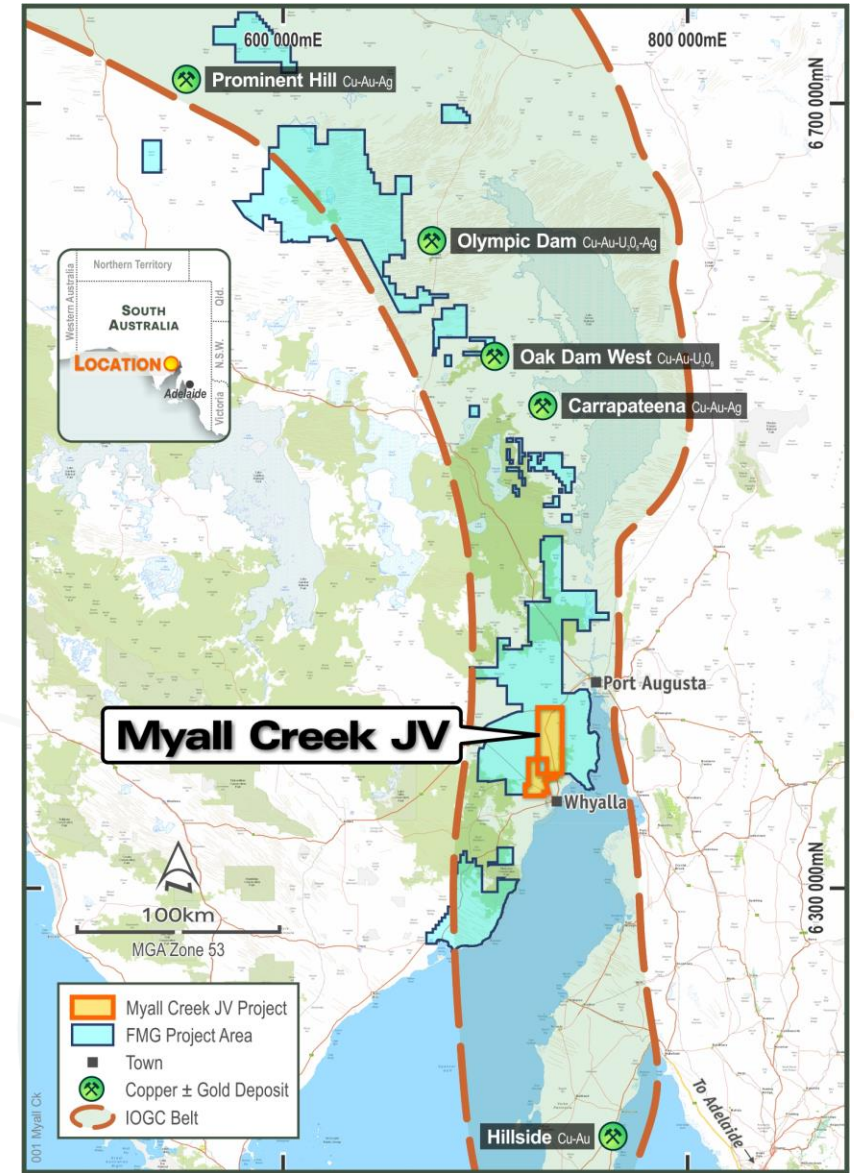 600 000mE
800 000mE
Prominent Hill Cu-Au-Ag
6 700 000mN
Olympic Dam Cu-Au-U₃O₈-Ag
Northern Territory
Western Australia
SOUTH
AUSTRALIA
Qld.
N.S.W.
LOCATION
Adelaide
Victoria
Oak Dam West Cu-Au-U₃O₈
Carrapateena Cu-Au-Ag
Port Augusta
Myall Creek JV
Whyalla
N
100km
MGA Zone 53
6 300 000mN
Myall Creek JV Project
FMG Project Area
Town
Copper ± Gold Deposit
IOGC Belt
001 Myall Ck
Hillside Cu-Au
To Adelaide